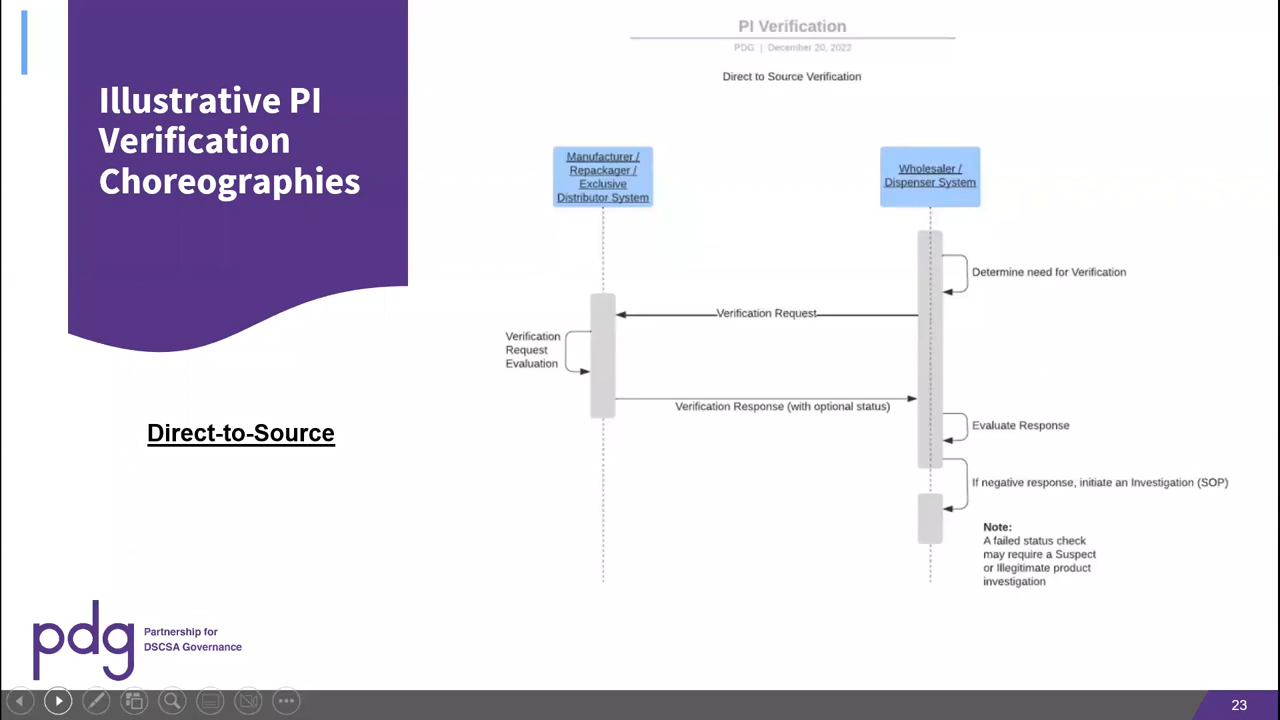 Illustrative PI
Verification
Choreographies
Direct-to-Source
PI Verification
PDG | December 20, 2022
Direct to Source Verification
Manufacturer /
Repackager /
Exclusive
Distributor System
Wholesaler /
Dispenser System
Determine need for Verification
Verification Request
Verification
Request
Evaluation
Verification Response (with optional status)
Evaluate Response
If negative response, initiate an Investigation (SOP)
Note:
A failed status check
may require a Suspect
or Illegitimate product
investigation
pdg
Partnership for
DSCSA Governance
23